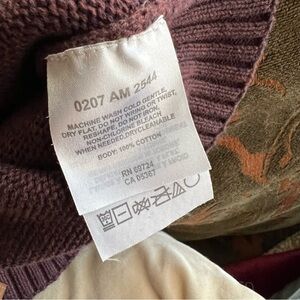 0207 AM 2544
MACHINE WASH COLD GENTLE,
DRY FLAT, DO NOT WRING OR TWIST,
RESHAPE, DO NOT IRON,
NON-CHLORINE BLEACH
WHEN NEEDED, DRYCLEANABLE
BODY: 100% COTTON
RN 69724
CA 05367